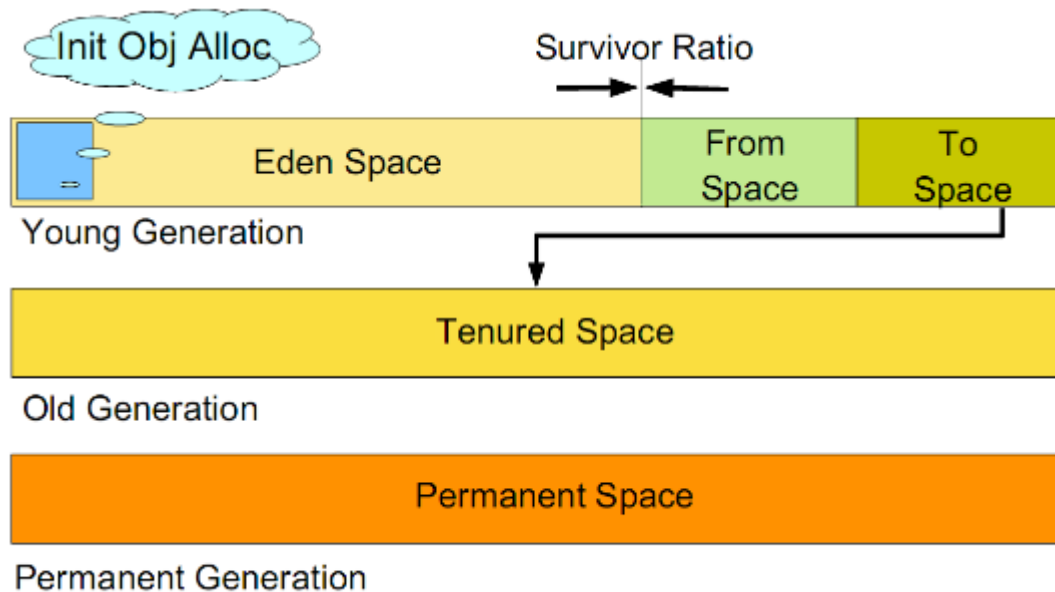 Init Obj Alloc
Survivor Ratio
Eden Space
From
Space
To
Space
Young Generation
Tenured Space
Old Generation
Permanent Space
Permanent Generation